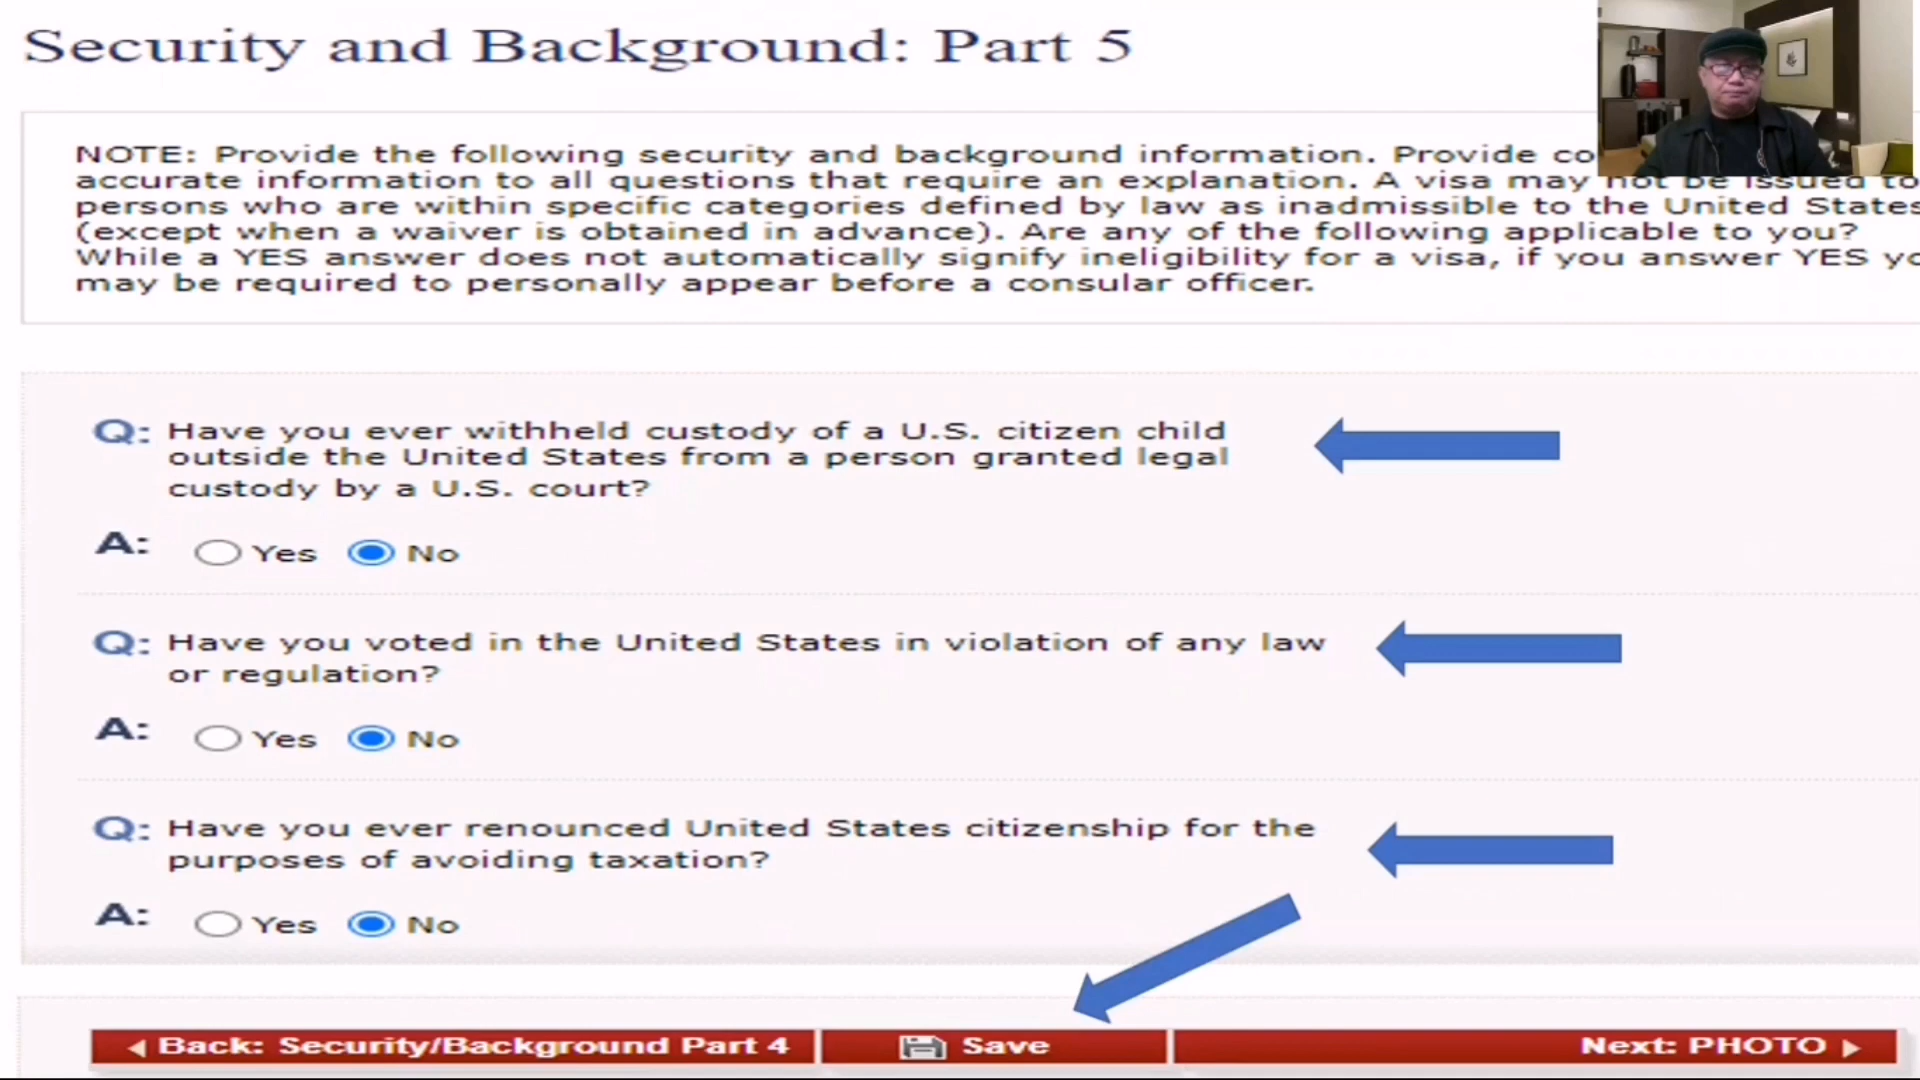 Security and Background: Part 5
NOTE: Provide the following security and background information. Provide
accurate information to all questions that require an explanation. A visa may not be issued to
persons who are within specific categories defined by law as inadmissible to the United States
(except when a waiver is obtained in advance). Are any of the following applicable to you?
While a YES answer does not automatically signify ineligibility for a visa, if you answer YES
may be required to personally appear before a consular officer.
Q: Have you ever withheld custody of a U.S. citizen child
outside the United States from a person granted legal
custody by a U.S. court?
A: Yes No
Q: Have you voted in the United States in violation of any law
or regulation?
A: Yes No
Q: Have you ever renounced United States citizenship for the
purposes of avoiding taxation?
A: Yes No
Back: Security/Background Part 4 Save Next: PHOTO